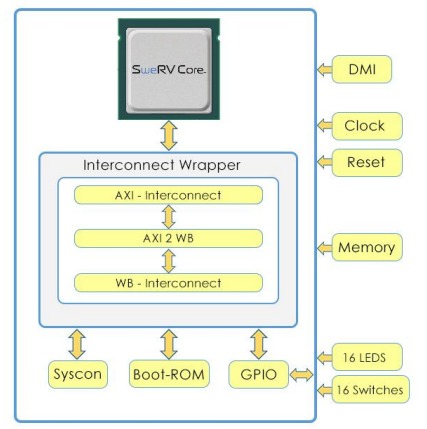 SweRV Core™
DMI
Clock
Reset
Interconnect Wrapper
AXI - Interconnect
AXI 2 WB
WB - Interconnect
Memory
Syscon
Boot-ROM
GPIO
16 LEDS
16 Switches